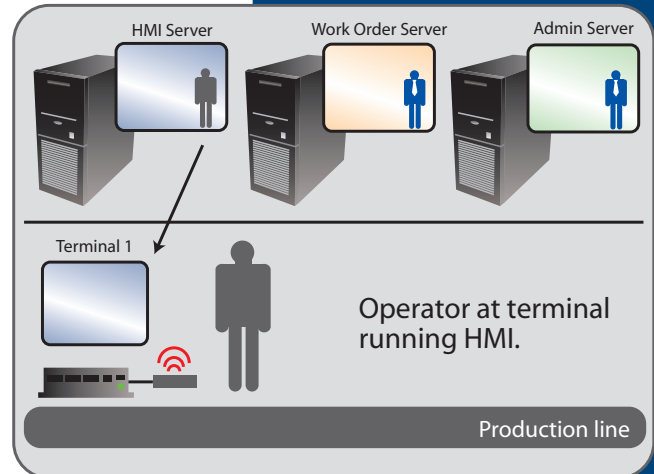 HMI Server
Work Order Server
Admin Server
Terminal 1
Operator at terminal
running HMI.
Production line